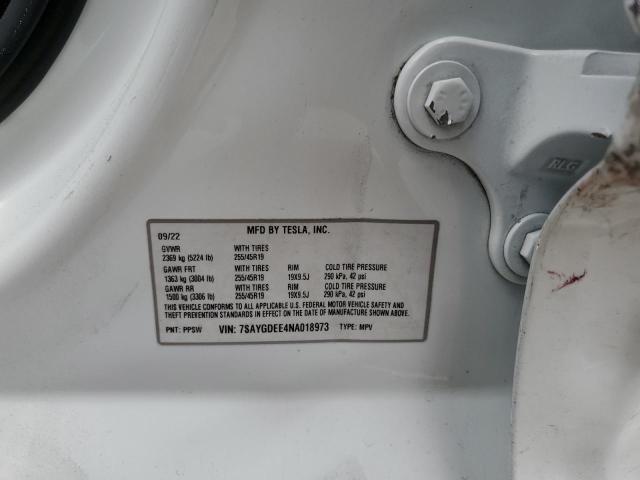 MFD BY TESLA, INC.
09/22
GVWR WITH TIRES
2369 kg (5224 lb) 255/45R19
GAWR FRT WITH TIRES RIM COLD TIRE PRESSURE
1363 kg (3004 lb) 255/45R19 19X9.5J 290 kPa, 42 psi
GAWR RR WITH TIRES RIM COLD TIRE PRESSURE
1500 kg (3306 lb) 255/45R19 19X9.5J 290 kPa, 42 psi
THIS VEHICLE CONFORMS TO ALL APPLICABLE U.S. FEDERAL MOTOR VEHICLE SAFETY AND
THEFT PREVENTION STANDARDS IN EFFECT ON THE DATE OF MANUFACTURE SHOWN ABOVE.
PNT: PPSW VIN: 7SAYGDEE4NA018973 TYPE: MPV